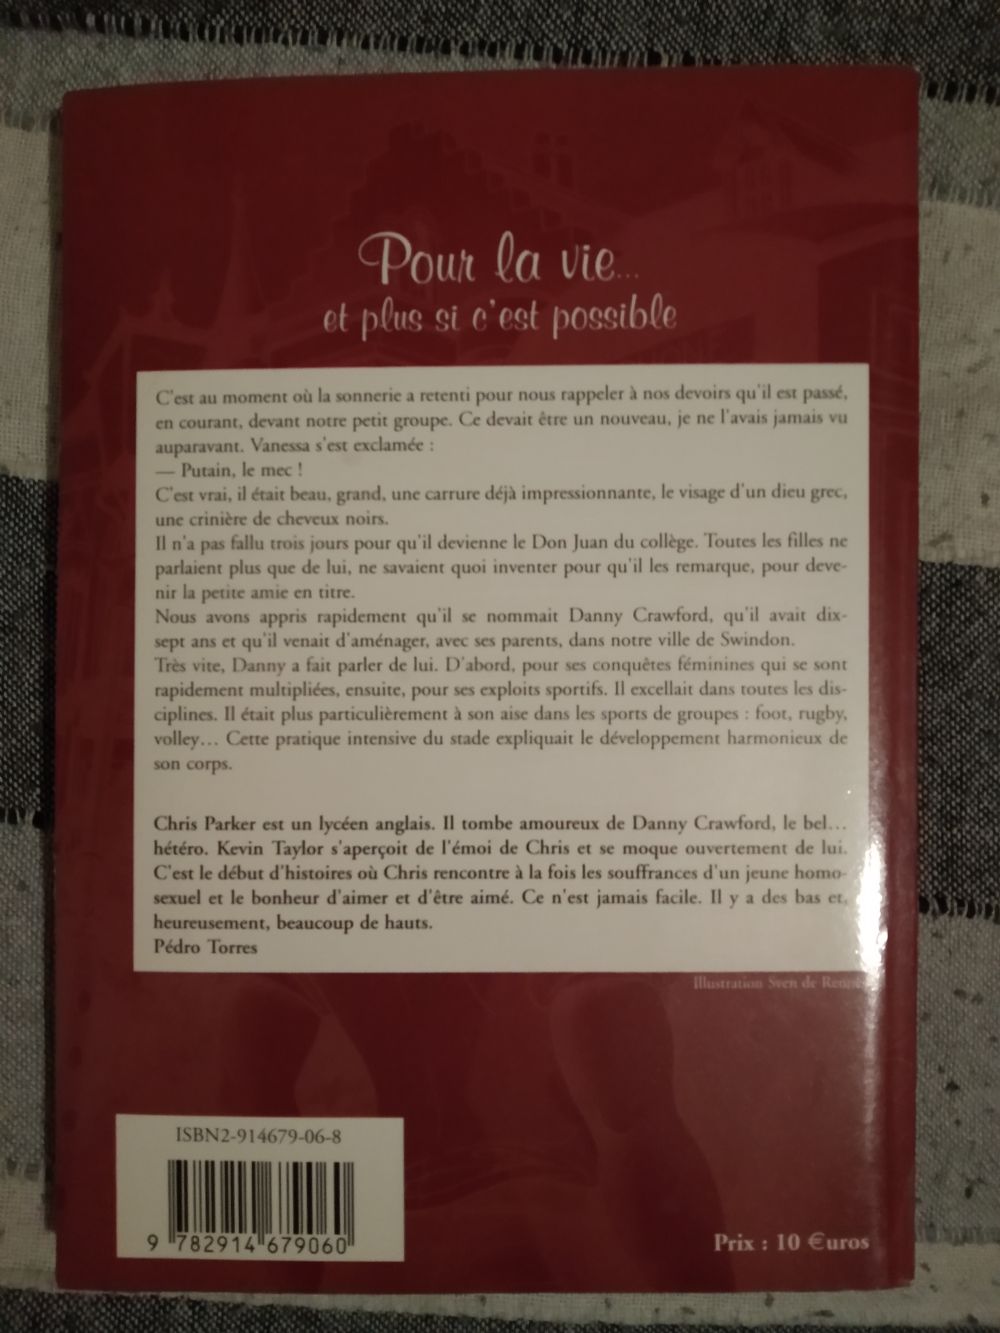 Pour la vie...
et plus si c'est possible
C'est au moment où la sonnerie a retenti pour nous rappeler à nos devoirs qu'il est passé,
en courant, devant notre petit groupe. Ce devait être un nouveau, je ne l'avais jamais vu
auparavant. Vanessa s'est exclamée :
— Putain, le mec !
C'est vrai, il était beau, grand, une carrure déjà impressionnante, le visage d'un dieu grec,
une crinière de cheveux noirs.
Il n'a pas fallu trois jours pour qu'il devienne le Don Juan du collège. Toutes les filles ne
parlaient plus que de lui, ne savaient quoi inventer pour qu'il les remarque, pour deve-
nir la petite amie en titre.
Nous avons appris rapidement qu'il se nommait Danny Crawford, qu'il avait dix-
sept ans et qu'il venait d'aménager, avec ses parents, dans notre ville de Swindon.
Très vite, Danny a fait parler de lui. D'abord, pour ses conquêtes féminines qui se sont
rapidement multipliées, ensuite, pour ses exploits sportifs. Il excellait dans toutes les dis-
ciplines. Il était plus particulièrement à son aise dans les sports de groupes : foot, rugby,
volley… Cette pratique intensive du stade expliquait le développement harmonieux de
son corps.
Chris Parker est un lycéen anglais. Il tombe amoureux de Danny Crawford, le bel…
hétéro. Kevin Taylor s'aperçoit de l'émoi de Chris et se moque ouvertement de lui.
C'est le début d'histoires où Chris rencontre à la fois les souffrances d'un jeune homo-
sexuel et le bonheur d'aimer et d'être aimé. Ce n'est jamais facile. Il y a des bas et,
heureusement, beaucoup de hauts.
Pédro Torres
Illustration Sven de
ISBN2-914679-06-8
9 782914 679060
Prix : 10 €uros